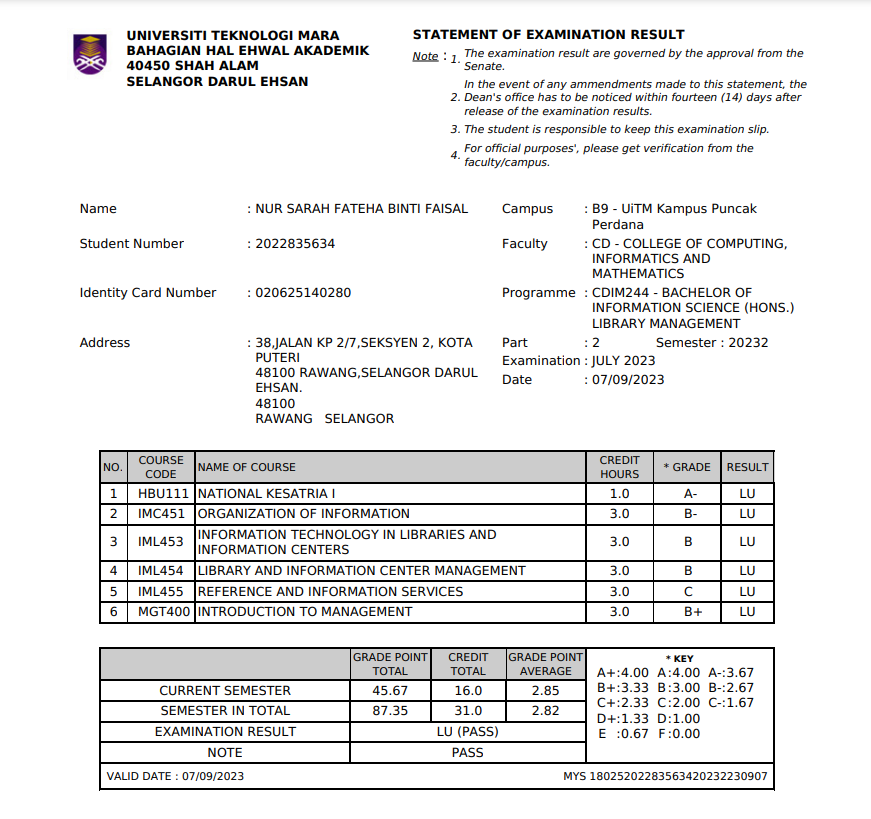 UNIVERSITI TEKNOLOGI MARA
BAHAGIAN HAL EHWAL AKADEMIK
40450 SHAH ALAM
SELANGOR DARUL EHSAN
STATEMENT OF EXAMINATION RESULT
Note : 1. The examination result are governed by the approval from the
Senate.
2. In the event of any ammendments made to this statement, the
Dean's office has to be noticed within fourteen (14) days after
release of the examination results.
3. The student is responsible to keep this examination slip.
4. For official purposes', please get verification from the
faculty/campus.
Name : NUR SARAH FATEHA BINTI FAISAL
Student Number : 2022835634
Identity Card Number : 020625140280
Address : 38,JALAN KP 2/7,SEKSYEN 2, KOTA
PUTERI
48100 RAWANG,SELANGOR DARUL
EHSAN.
48100
RAWANG SELANGOR
Campus : B9 - UiTM Kampus Puncak
Perdana
Faculty : CD - COLLEGE OF COMPUTING,
INFORMATICS AND
MATHEMATICS
Programme : CDIM244 - BACHELOR OF
INFORMATION SCIENCE (HONS.)
LIBRARY MANAGEMENT
Part : 2 Semester : 20232
Examination : JULY 2023
Date : 07/09/2023
NO. COURSE CODE NAME OF COURSE CREDIT HOURS * GRADE RESULT
1 HBU111 NATIONAL KESATRIA I 1.0 A- LU
2 IMC451 ORGANIZATION OF INFORMATION 3.0 B- LU
3 IML453 INFORMATION TECHNOLOGY IN LIBRARIES AND
INFORMATION CENTERS 3.0 B LU
4 IML454 LIBRARY AND INFORMATION CENTER MANAGEMENT 3.0 B LU
5 IML455 REFERENCE AND INFORMATION SERVICES 3.0 C LU
6 MGT400 INTRODUCTION TO MANAGEMENT 3.0 B+ LU
GRADE POINT TOTAL CREDIT TOTAL GRADE POINT AVERAGE
CURRENT SEMESTER 45.67 16.0 2.85
SEMESTER IN TOTAL 87.35 31.0 2.82
EXAMINATION RESULT LU (PASS)
NOTE PASS
* KEY
A+:4.00 A:4.00 A-:3.67
B+:3.33 B:3.00 B-:2.67
C+:2.33 C:2.00 C-:1.67
D+:1.33 D:1.00
E :0.67 F:0.00
VALID DATE : 07/09/2023 MYS 18025202283563420232230907